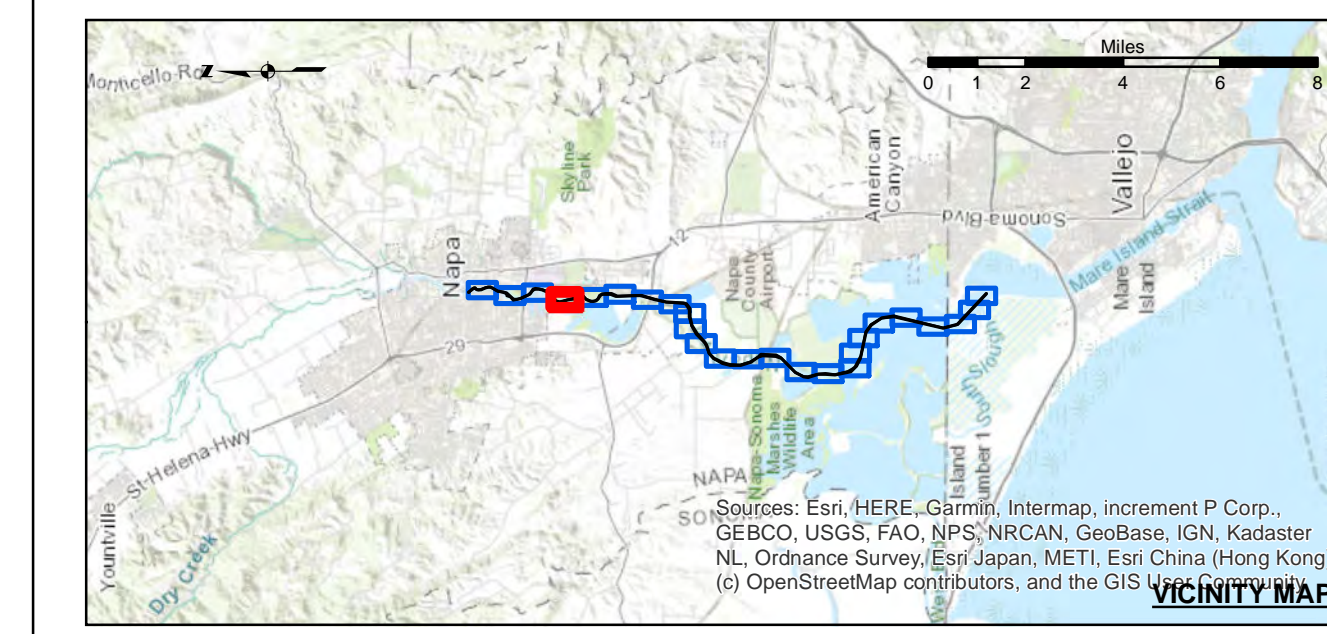 Miles
0 1 2 4 6 8
Monticello-Rd
Z
Skyline
Park
American
Canyon
Vallejo
Sonoma-Blvd
Napa
12
Mare Island Strait
Napa
County
Airport
Mare
Island
29
South Slough
St-Helena-Hwy
Napa-Sonoma
Marshes
Wildlife
Area
Island
Number 1
NAPA
Yountville
Dry Creek
Sources: Esri, HERE, Garmin, Intermap, increment P Corp.,
GEBCO, USGS, FAO, NPS, NRCAN, GeoBase, IGN, Kadaster
NL, Ordnance Survey, Esri Japan, METI, Esri China (Hong Kong
(c) OpenStreetMap contributors, and the GIS User Community
VICINITY MAP